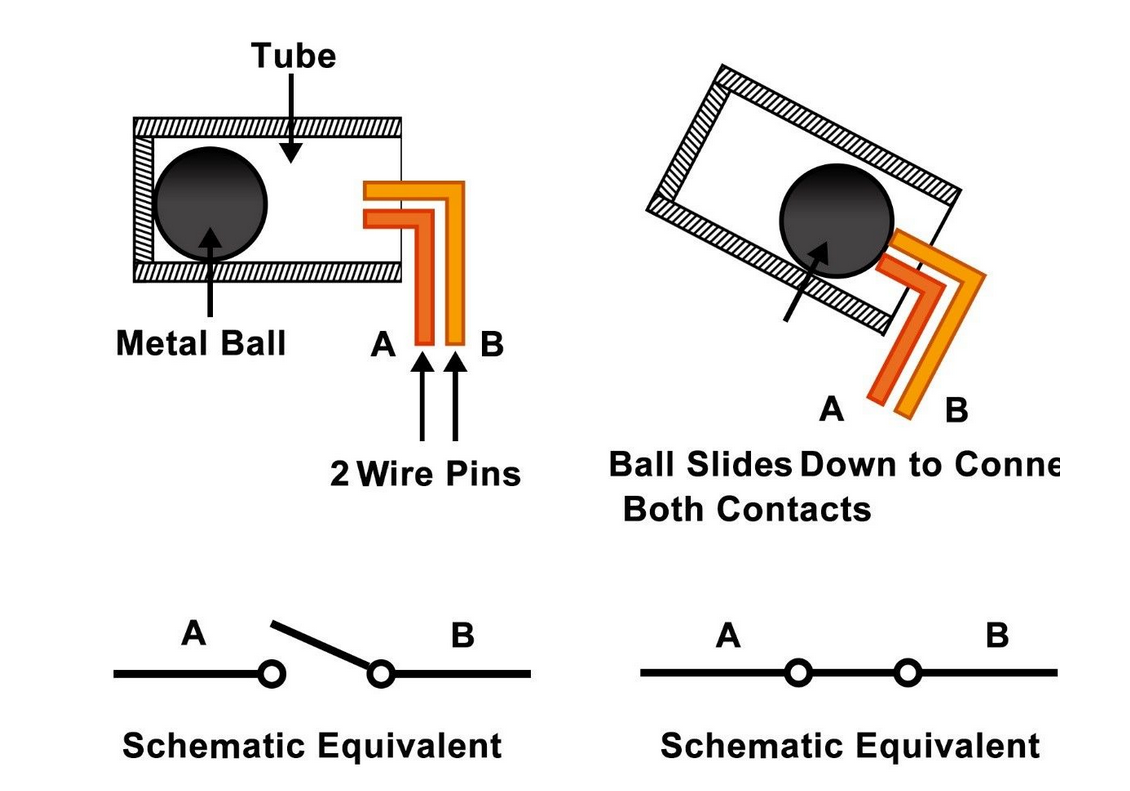 Tube
Metal Ball
A
B
2 Wire Pins
A
B
Ball Slides Down to Conne
Both Contacts
A
B
Schematic Equivalent
A
B
Schematic Equivalent